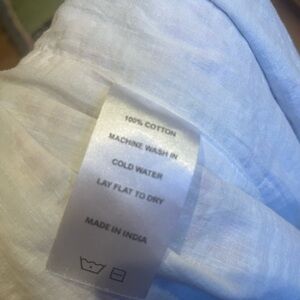 100% COTTON
MACHINE WASH IN
COLD WATER
LAY FLAT TO DRY
MADE IN INDIA